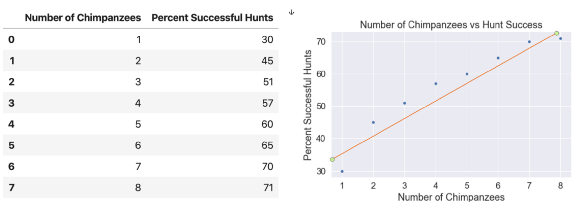 Number of Chimpanzees Percent Successful Hunts
0 1 30
1 2 45
2 3 51
3 4 57
4 5 60
5 6 65
6 7 70
7 8 71
Number of Chimpanzees vs Hunt Success
Percent Successful Hunts
70
60
50
40
30
1 2 3 4 5 6 7 8
Number of Chimpanzees